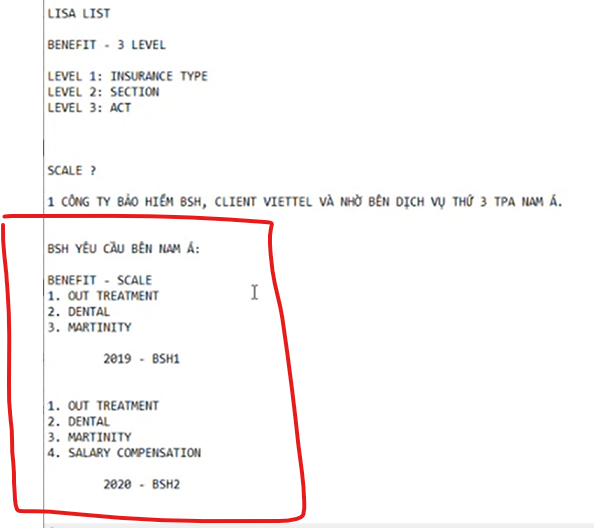 LISA LIST
BENEFIT - 3 LEVEL
LEVEL 1: INSURANCE TYPE
LEVEL 2: SECTION
LEVEL 3: ACT
SCALE ?
1 CÔNG TY BẢO HIỂM BSH, CLIENT VIETTEL VÀ NHỜ BÊN DỊCH VỤ THỨ 3 TPA NAM Á.
BSH YÊU CẦU BÊN NAM Á:
BENEFIT - SCALE
1. OUT TREATMENT
2. DENTAL
3. MARTINITY
2019 - BSH1
1. OUT TREATMENT
2. DENTAL
3. MARTINITY
4. SALARY COMPENSATION
2020 - BSH2